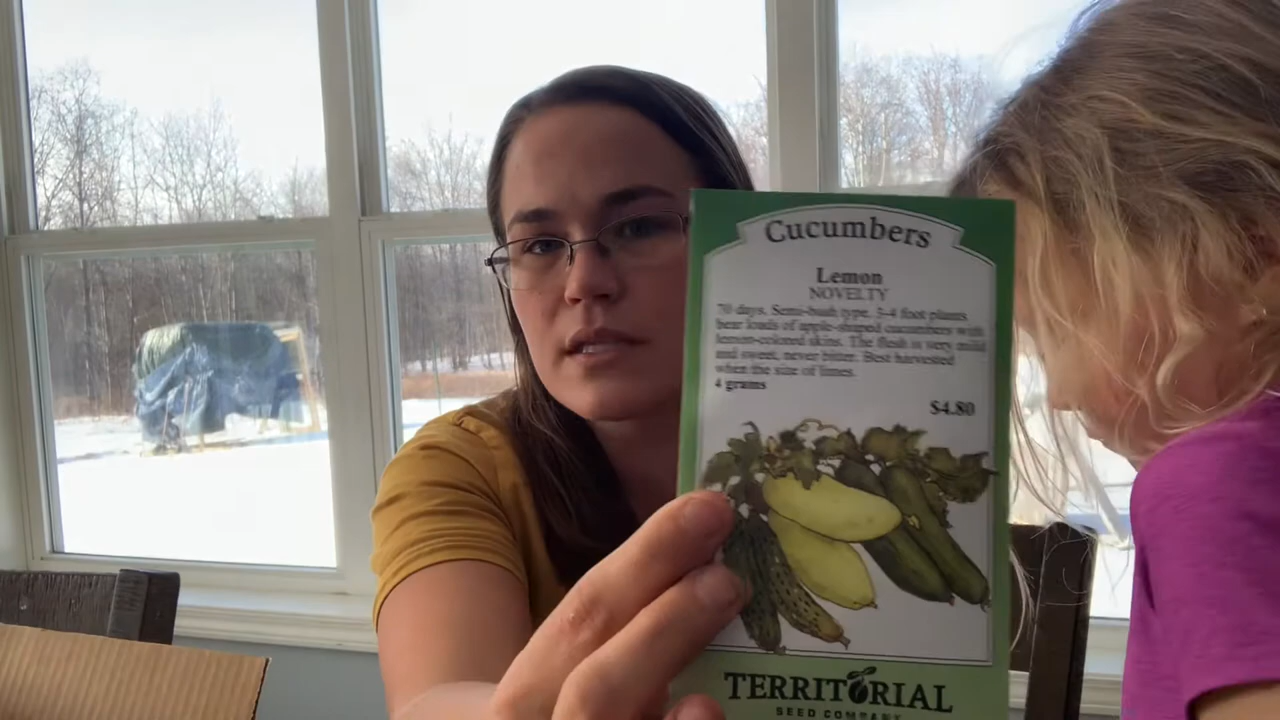 Cucumbers
Lemon
NOVELTY
70 days. Semi-bush type. 3-4 foot plants
bear loads of apple-shaped cucumbers with
lemon-colored skins. The flesh is very mild
and sweet, never bitter. Best harvested
when the size of limes.
4 grams
$4.80
TERRITORIAL
SEED COMPANY